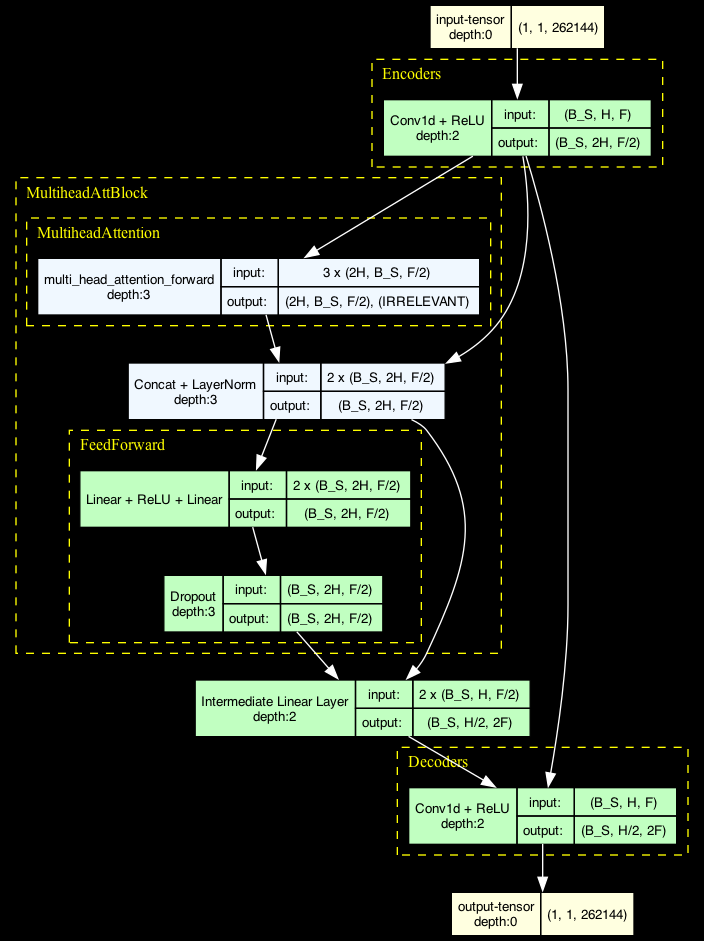 input-tensor
depth:0
(1, 1, 262144)
Encoders
Conv1d + ReLU
depth:2
input:
(B_S, H, F)
output:
(B_S, 2H, F/2)
MultiheadAttBlock
MultiheadAttention
multi_head_attention_forward
depth:3
input:
3 x (2H, B_S, F/2)
output:
(2H, B_S, F/2), (IRRELEVANT)
Concat + LayerNorm
depth:3
input:
2 x (B_S, 2H, F/2)
output:
(B_S, 2H, F/2)
FeedForward
Linear + ReLU + Linear
input:
2 x (B_S, 2H, F/2)
output:
(B_S, 2H, F/2)
Dropout
depth:3
input:
(B_S, 2H, F/2)
output:
(B_S, 2H, F/2)
Intermediate Linear Layer
depth:2
input:
2 x (B_S, H, F/2)
output:
(B_S, H/2, 2F)
Decoders
Conv1d + ReLU
depth:2
input:
(B_S, H, F)
output:
(B_S, H/2, 2F)
output-tensor
depth:0
(1, 1, 262144)